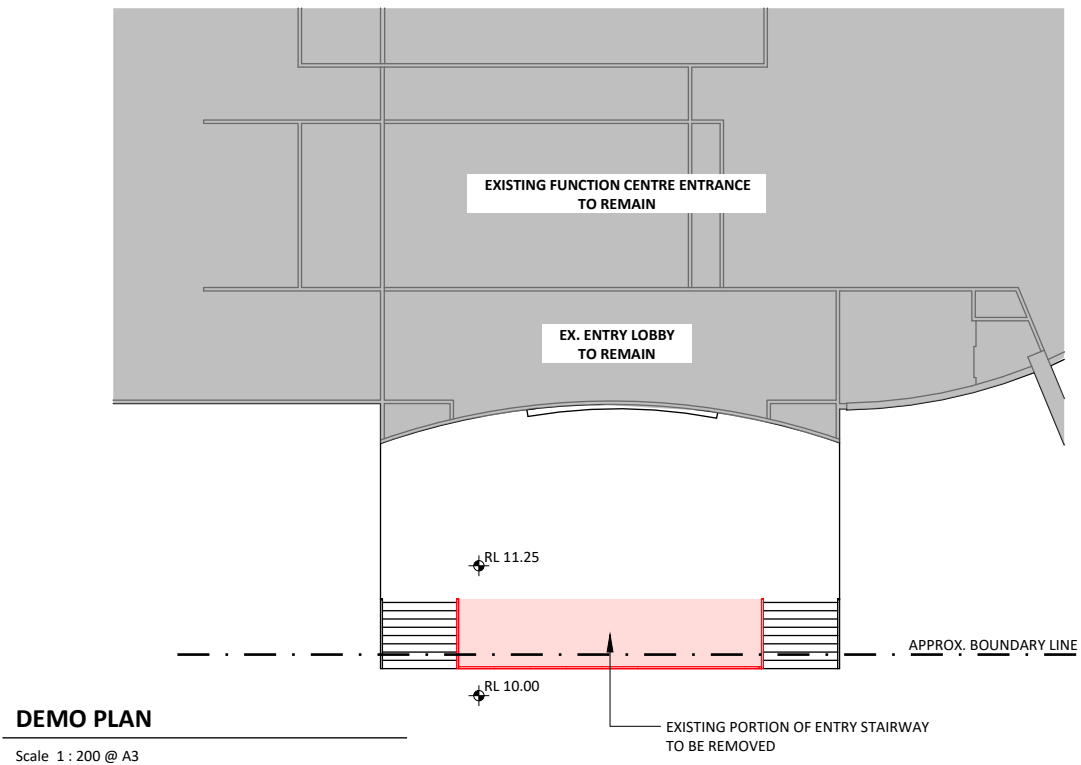 EXISTING FUNCTION CENTRE ENTRANCE
TO REMAIN
EX. ENTRY LOBBY
TO REMAIN
RL 11.25
APPROX. BOUNDARY LINE
RL 10.00
DEMO PLAN
EXISTING PORTION OF ENTRY STAIRWAY
TO BE REMOVED
Scale 1 : 200 @ A3